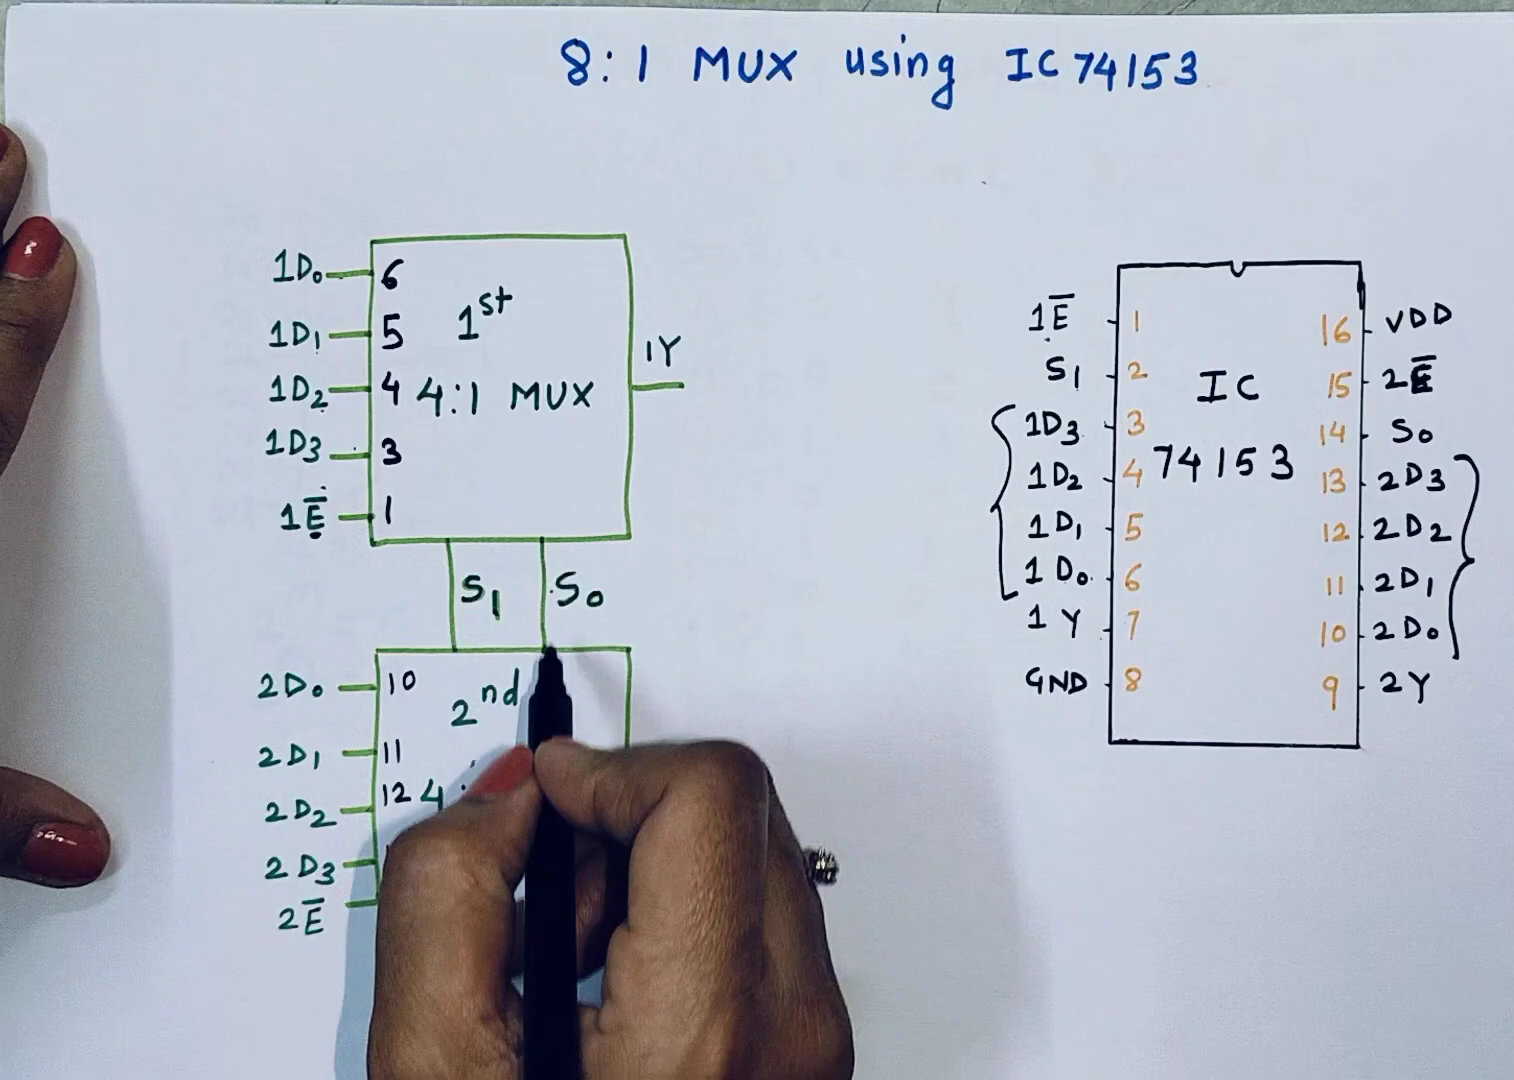 8:1 MUX using IC 74153
1D0 6
1D1 5
1D2 4
1D3 3
1E̅ 1
1st
4:1 MUX
1Y
S1 S0
2D0 10
2D1 11
2D2 12
2D3
2E̅
2nd
4:
IC
74153
1E̅ 1
S1 2
1D3 3
1D2 4
1D1 5
1D0 6
1Y 7
GND 8
16 VDD
15 2E̅
14 S0
13 2D3
12 2D2
11 2D1
10 2D0
9 2Y